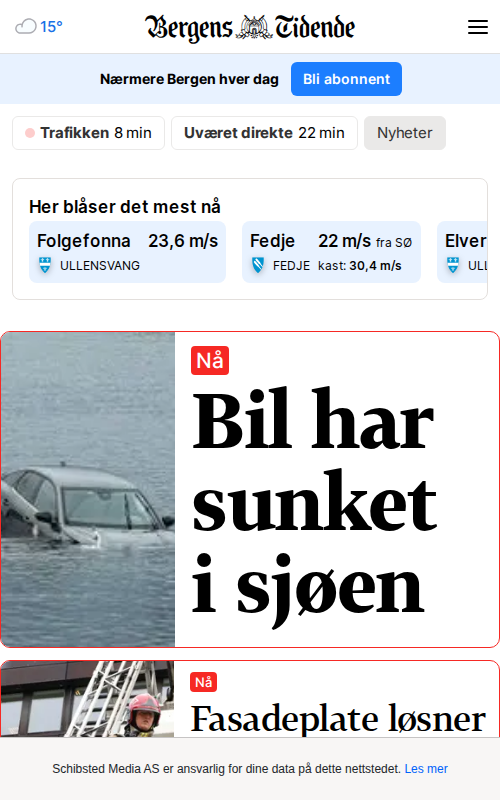 15°
Bergens Tidende
Nærmere Bergen hver dag
Bli abonnent
Trafikken 8 min
Uværet direkte 22 min
Nyheter
Her blåser det mest nå
Folgefonna 23,6 m/s
ULLENSVANG
Fedje 22 m/s fra SØ
FEDJE kast: 30,4 m/s
Elver
ULL
Nå
Bil har
sunket
i sjøen
Nå
Fasadeplate løsner
Schibsted Media AS er ansvarlig for dine data på dette nettstedet. Les mer